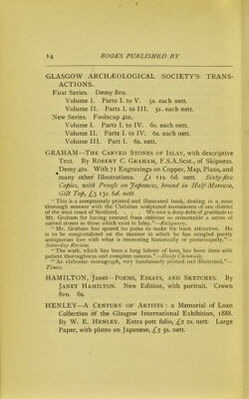 14 BOOKS PUBLISHED BY
GLASGOW ARCHÆOLOGICAL SOCIETY'S TRANS-
ACTIONS.
First Series. Demy 8vo.
Volume I. Parts I. to V. 5s. each nett.
Volume II. Parts I. to III. 5s. each nett.
New Series. Foolscap 4to.
Volume I. Parts I. to IV. 6s. each nett.
Volume II. Parts I. to IV. 6s. each nett.
Volume III. Part I. 6s. nett.
GRAHAM—THE CARVED STONES OF ISLAY, with descriptive
Text. By ROBERT C. GRAHAM, F.S.A.Scot., of Skipness.
Demy 4to. With 71 Engravings on Copper, Map, Plans, and
many other Illustrations. £1 11s. 6d. nett. Sixty-five
Copies, with Proofs on Japanese, bound in Half-Morocco,
Gilt Top, £3 13s. 6d. nett.
"This is a sumptuously printed and illustrated book, dealing in a most
thorough manner with the Christian sculptured monuments of one district
of the west coast of Scotland. . . . We owe a deep debt of gratitude to
Mr. Graham for having rescued from oblivion so remarkable a series of
carved stones as those which exist in Islay."—Antiquary.
"Mr. Graham has spared no pains to make his book attractive. He
is to be congratulated on the manner in which he has mingled purely
antiquarian lore with what is interesting historically or picturesquely."—
Saturday Review.
"The work, which has been a long labour of love, has been done with
patient thoroughness and complete success."—Daily Chronicle.
"An elaborate monograph, very handsomely printed and illustrated."—
Times.
HAMILTON, Janet—POEMS, ESSAYS, AND SKETCHES. By
JANET HAMILTON. New Edition, with portrait. Crown
8vo. 6s.
HENLEY—A CENTURY OF ARTISTS: a Memorial of Loan
Collection of the Glasgow International Exhibition, 1888.
By W. E. HENLEY. Extra pott folio, £2 2s. nett. Large
Paper, with plates on Japanese, £5 5s. nett.